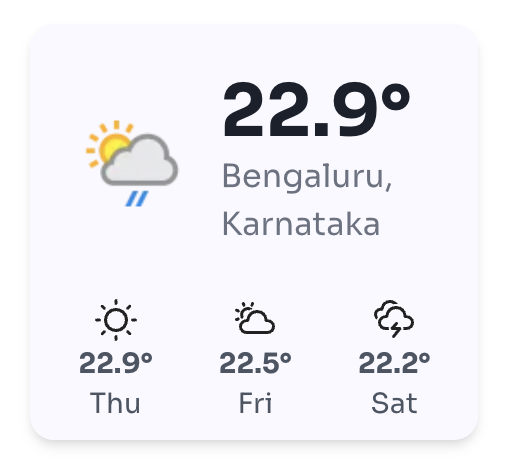 22.9°
Bengaluru,
Karnataka
22.9° 22.5° 22.2°
Thu Fri Sat